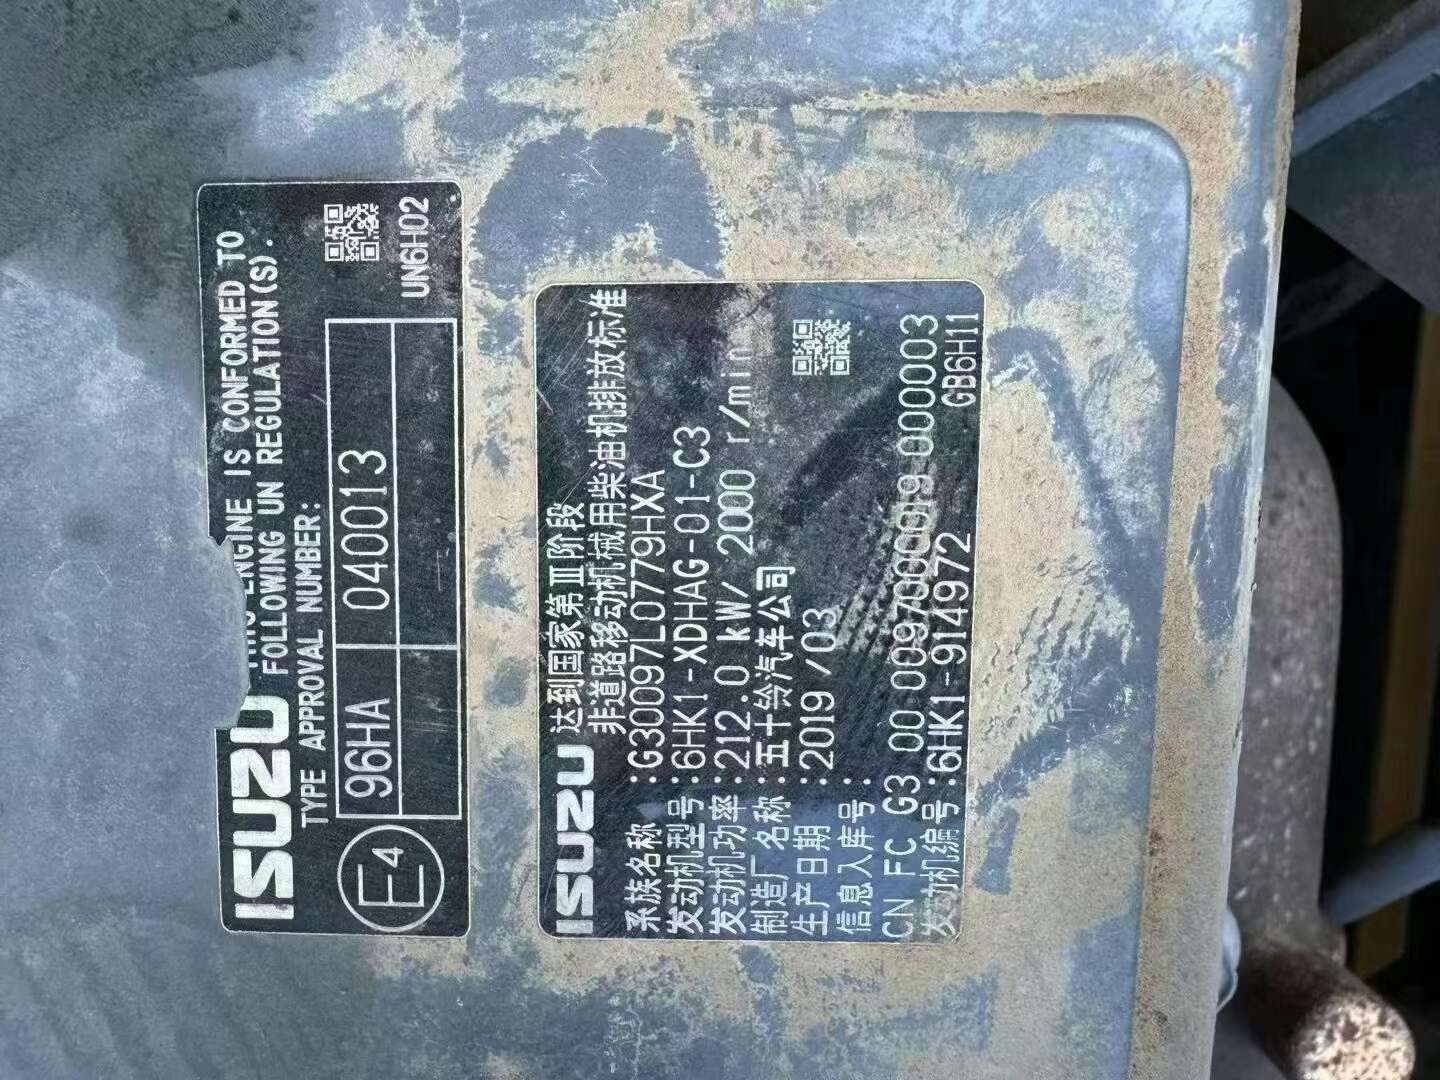 ISUZU
THIS ENGINE IS CONFORMED TO
FOLLOWING UN REGULATION(S).
TYPE APPROVAL NUMBER:
E4
96HA 040013
UN6H02
ISUZU 达到国家第Ⅲ阶段
非道路移动机械用柴油机排放标准
系族名称:G30097L0779HXA
发动机型号:6HK1-XDHAG-01-C3
发动机功率:212.0 kW/ 2000 r/min
制造厂名称:五十铃汽车公司
生产日期:2019 /03
信息入库号:
CN FC G3 00 0097000019 0000003
发动机编号:6HK1-914972
GB6H11